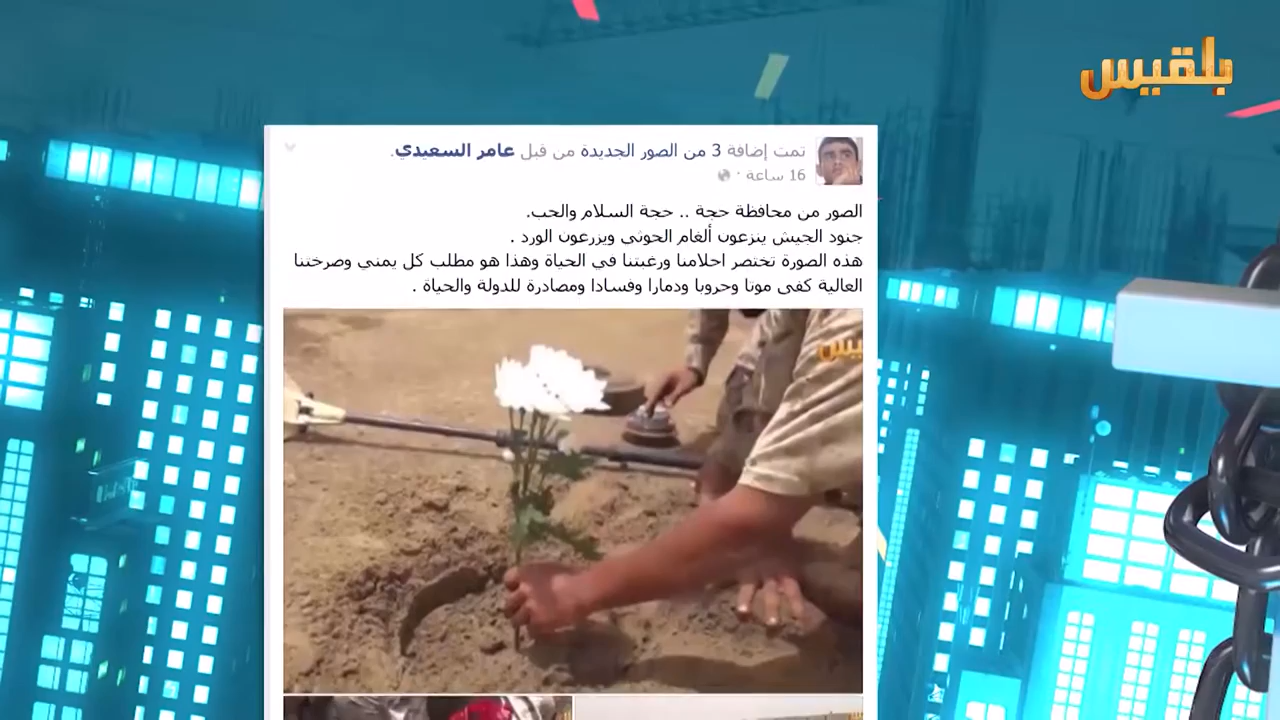 بلقيس
تمت إضافة 3 من الصور الجديدة من قبل عامر السعيدي.
16 ساعة ·
الصور من محافظة حجة .. حجة السلام والحب.
جنود الجيش ينزعون ألغام الحوثي ويزرعون الورد .
هذه الصورة تختصر احلامنا ورغبتنا في الحياة وهذا هو مطلب كل يمني وصرختنا
العالية كفى موتا وحروبا ودمارا وفسادا ومصادرة للدولة والحياة .